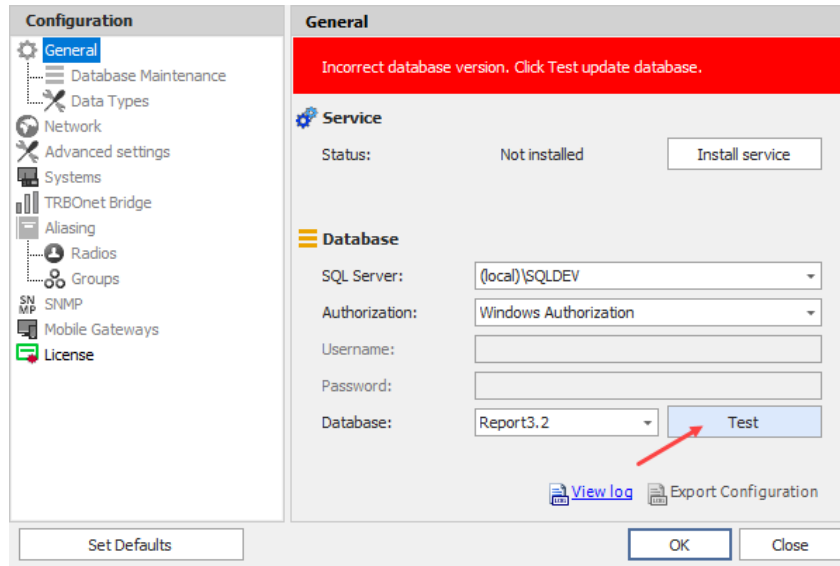 Configuration
General
Database Maintenance
Data Types
Network
Advanced settings
Systems
TRBOnet Bridge
Aliasing
Radios
Groups
SN
MP
SNMP
Mobile Gateways
License
General
Incorrect database version. Click Test update database.
Service
Status: Not installed Install service
Database
SQL Server: (local)\SQLDEV
Authorization: Windows Authorization
Username:
Password:
Database: Report3.2 Test
View log Export Configuration
Set Defaults OK Close